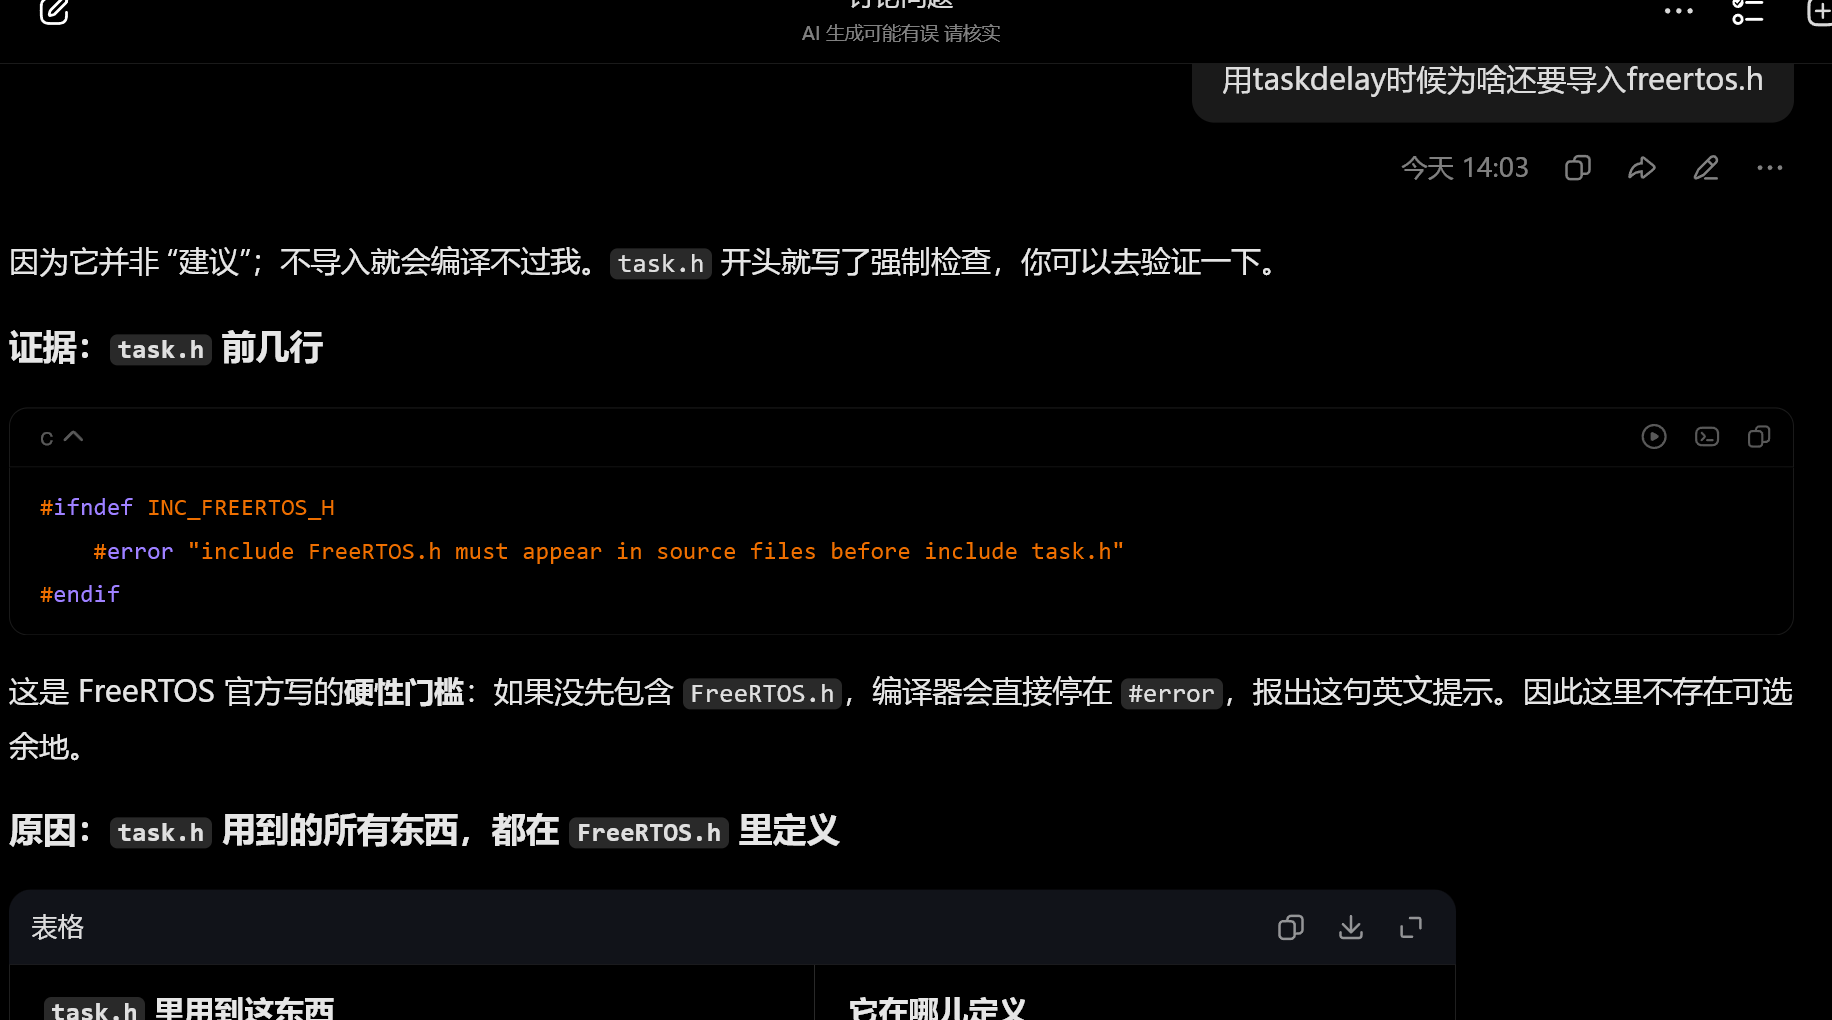 讨论问题
AI 生成可能有误 请核实
用taskdelay时候为啥还要导入freertos.h
今天 14:03
因为它并非 “建议”；不导入就会编译不过我。task.h 开头就写了强制检查，你可以去验证一下。
证据：task.h 前几行
c
#ifndef INC_FREERTOS_H
#error "include FreeRTOS.h must appear in source files before include task.h"
#endif
这是 FreeRTOS 官方写的硬性门槛：如果没先包含 FreeRTOS.h，编译器会直接停在 #error，报出这句英文提示。因此这里不存在可选
余地。
原因：task.h 用到的所有东西，都在 FreeRTOS.h 里定义
表格
task.h 里用到这东西
它在哪儿定义